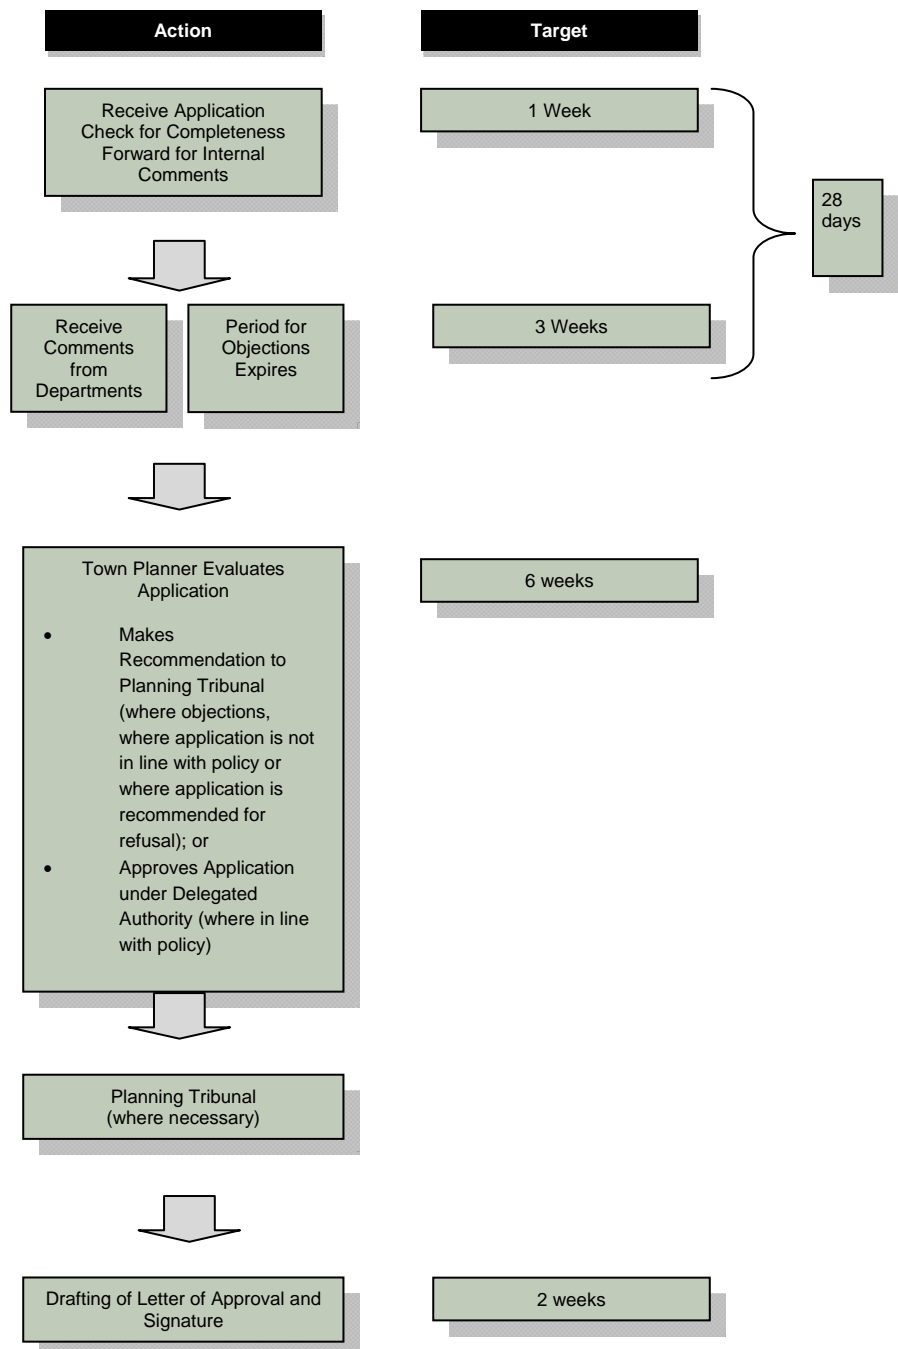 Action
Target
Receive Application
Check for Completeness
Forward for Internal
Comments
1 Week
28
days
Receive
Comments
from
Departments
Period for
Objections
Expires
3 Weeks
Town Planner Evaluates
Application
• Makes
Recommendation to
Planning Tribunal
(where objections,
where application is not
in line with policy or
where application is
recommended for
refusal); or
• Approves Application
under Delegated
Authority (where in line
with policy)
6 weeks
Planning Tribunal
(where necessary)
Drafting of Letter of Approval and
Signature
2 weeks